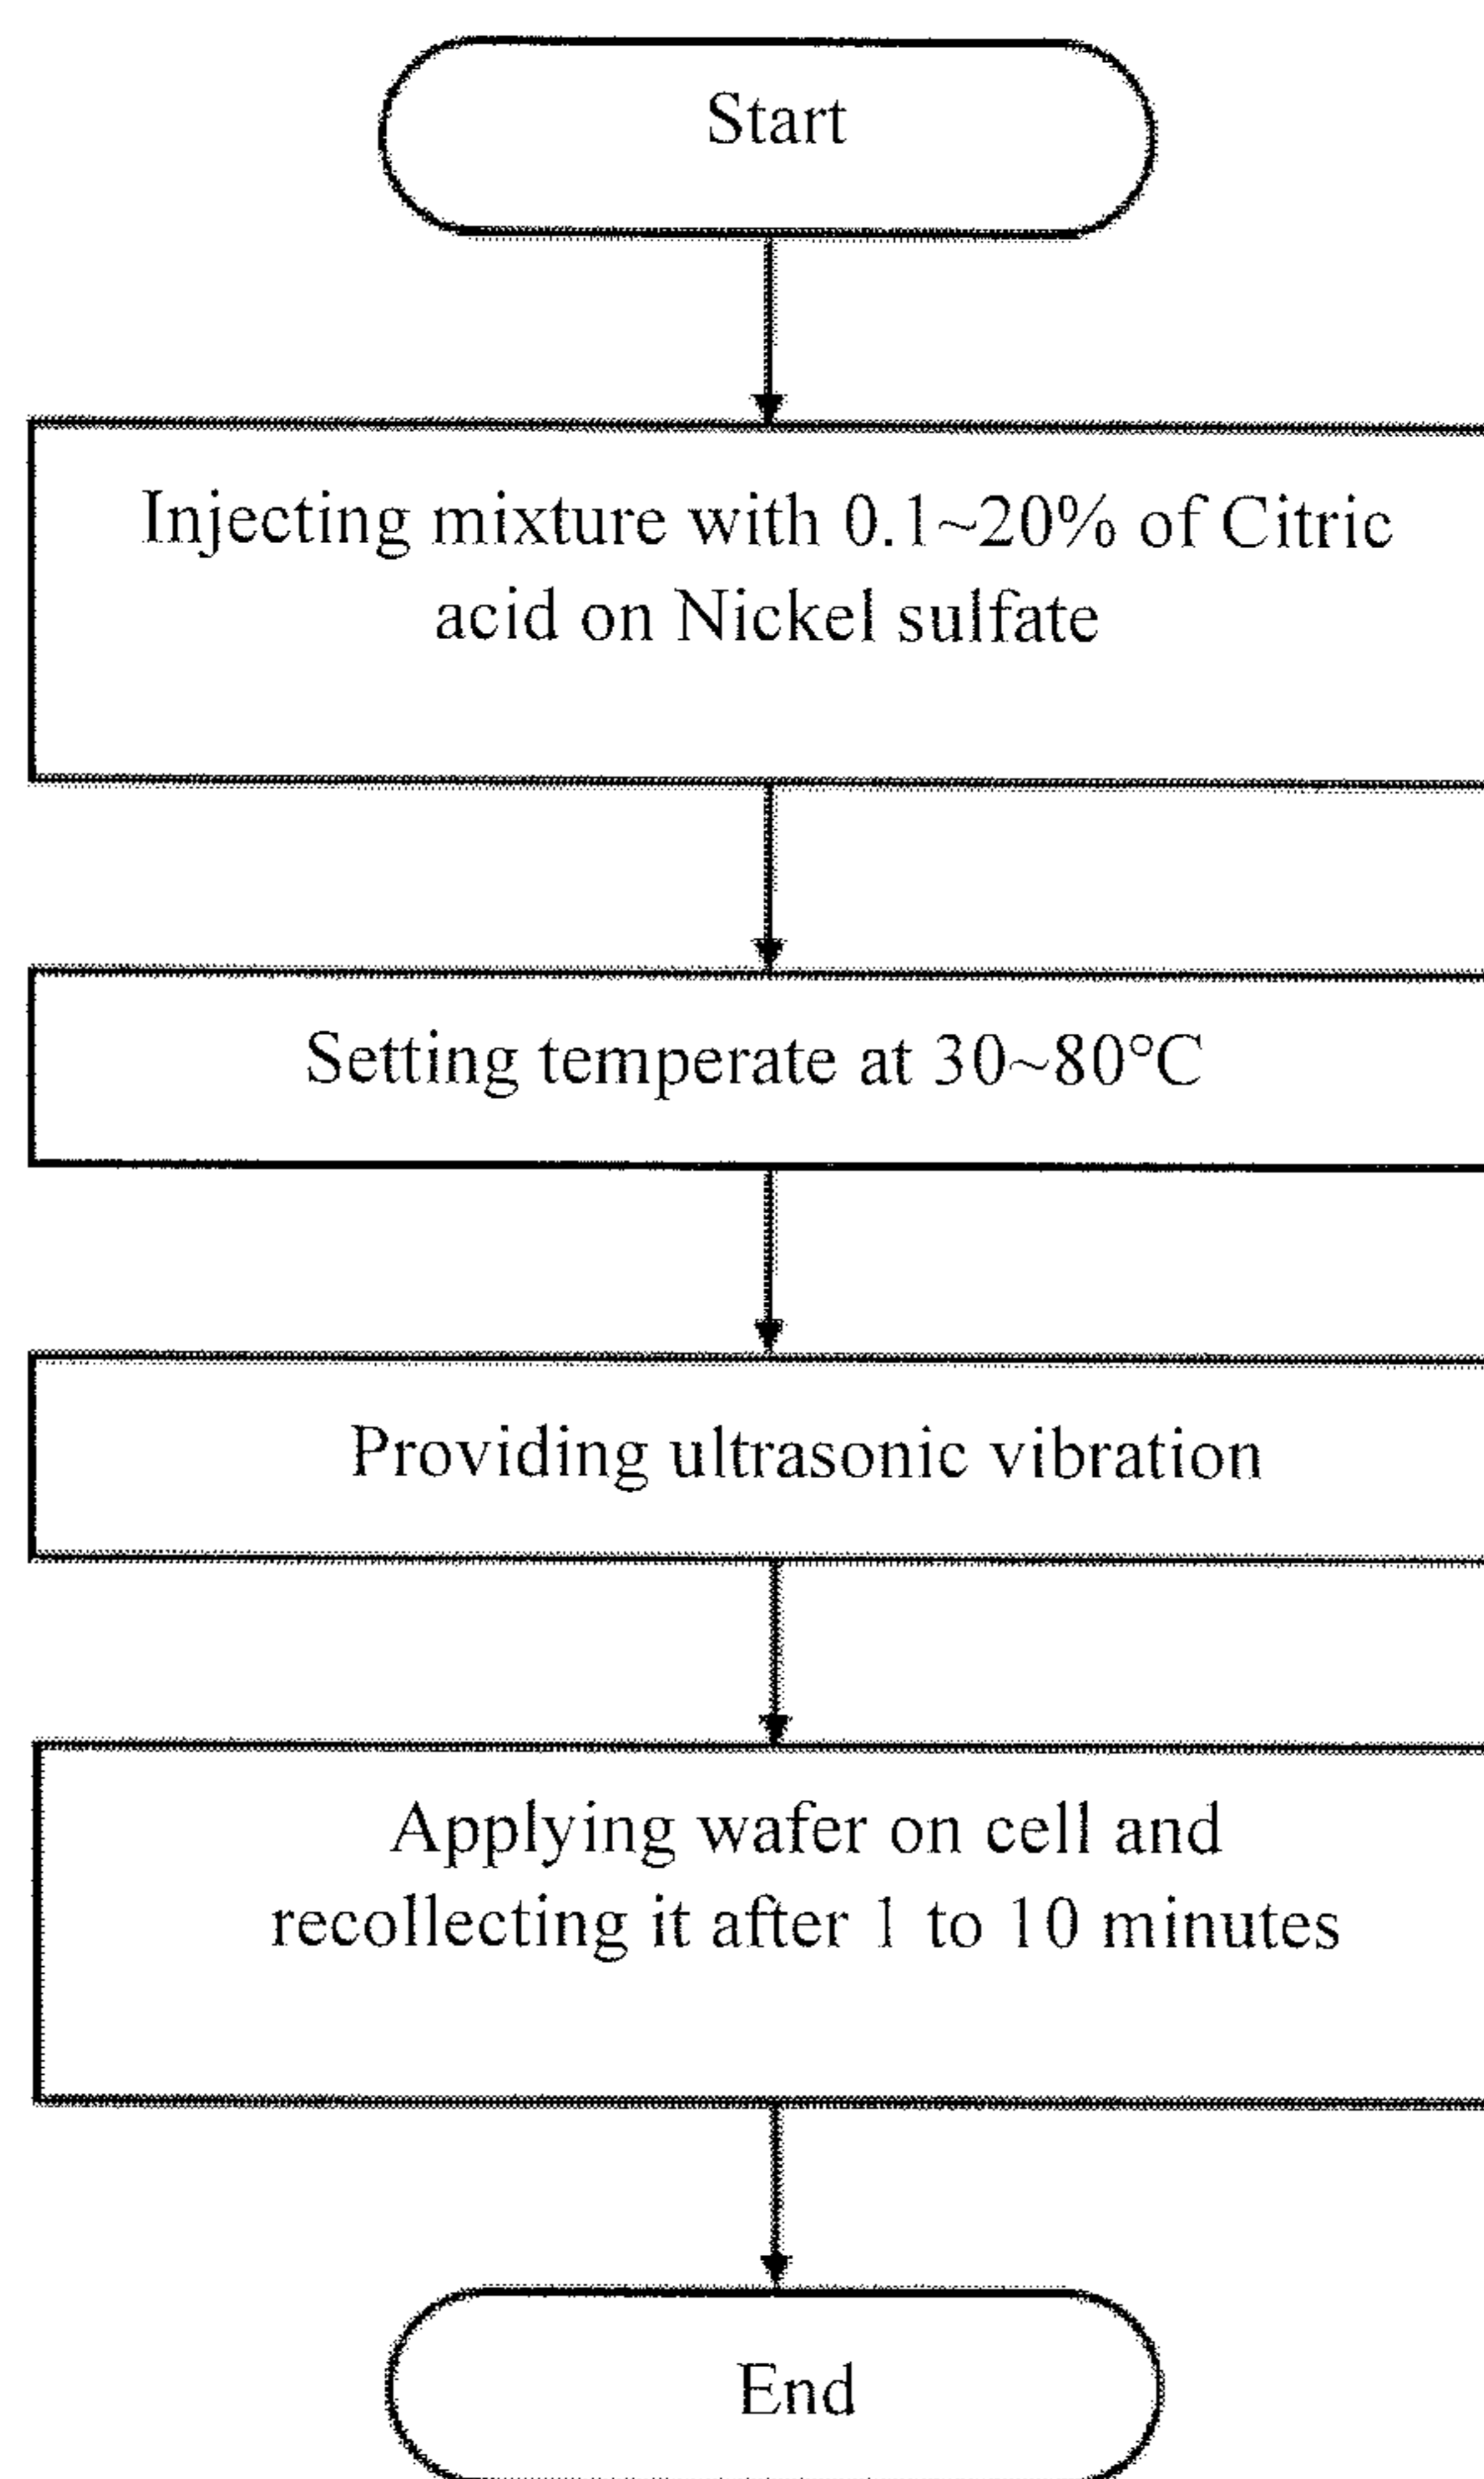 Start
Injecting mixture with 0.1~20% of Citric
acid on Nickel sulfate
Setting temperate at 30~80°C
Providing ultrasonic vibration
Applying wafer on cell and
recollecting it after 1 to 10 minutes
End